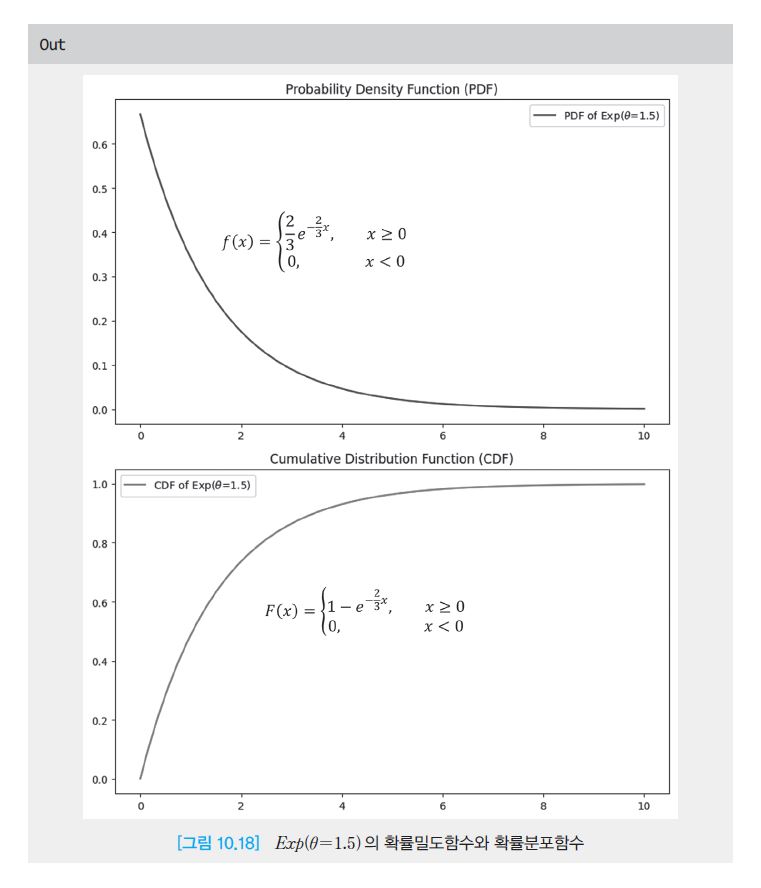 Out
Probability Density Function (PDF)
PDF of Exp(θ=1.5)
0.6
0.5
0.4
0.3
0.2
0.1
0.0
f(x) = { 2/3 e^{-2/3 x}, x ≥ 0
0, x < 0
0 2 4 6 8 10
Cumulative Distribution Function (CDF)
CDF of Exp(θ=1.5)
1.0
0.8
0.6
0.4
0.2
0.0
F(x) = { 1 − e^{-2/3 x}, x ≥ 0
0, x < 0
0 2 4 6 8 10
[그림 10.18] Exp(θ=1.5)의 확률밀도함수와 확률분포함수